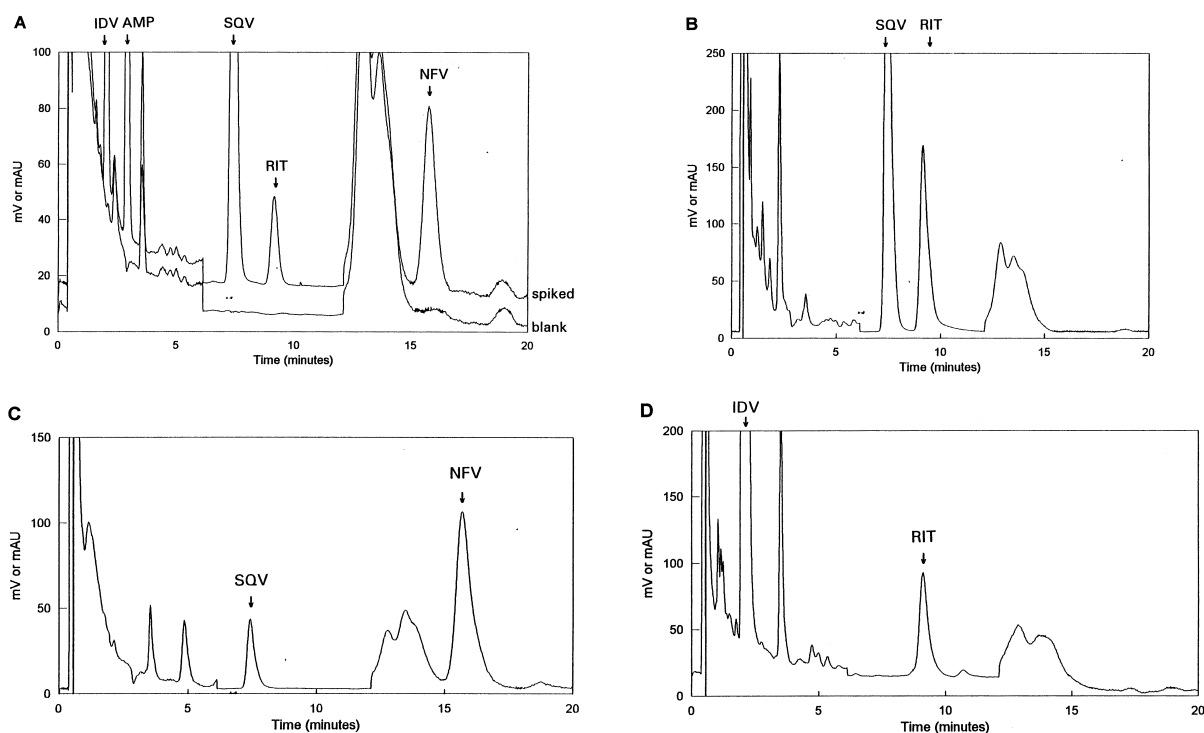 A
IDV AMP SQV
100
80
60
40
20
0
mV or mAU
RIT
NFV
spiked
blank
0 5 10 15 20
Time (minutes)
B
SQV RIT
250
200
150
100
50
0
mV or mAU
0 5 10 15 20
Time (minutes)
C
150
100
50
0
mV or mAU
SQV
NFV
0 5 10 15 20
Time (minutes)
D
IDV
200
150
100
50
0
mV or mAU
RIT
0 5 10 15 20
Time (minutes)